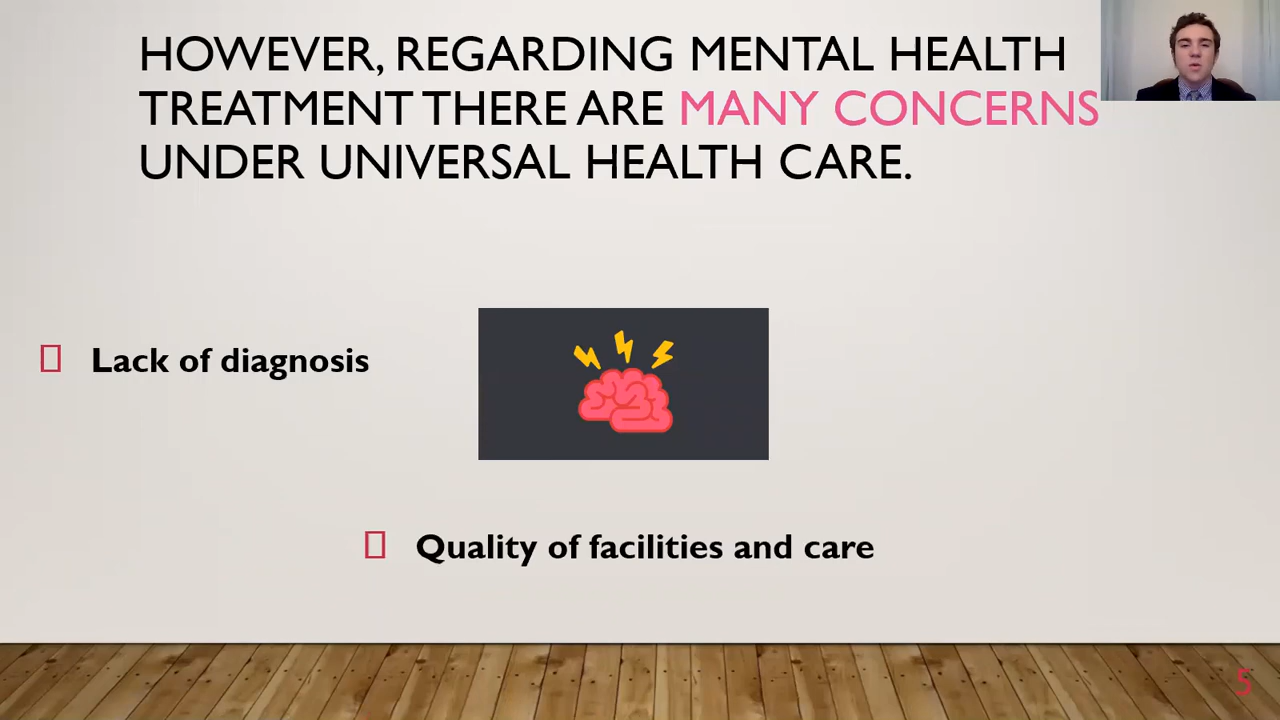 HOWEVER, REGARDING MENTAL HEALTH
TREATMENT THERE ARE MANY CONCERNS
UNDER UNIVERSAL HEALTH CARE.
Lack of diagnosis
Quality of facilities and care
5